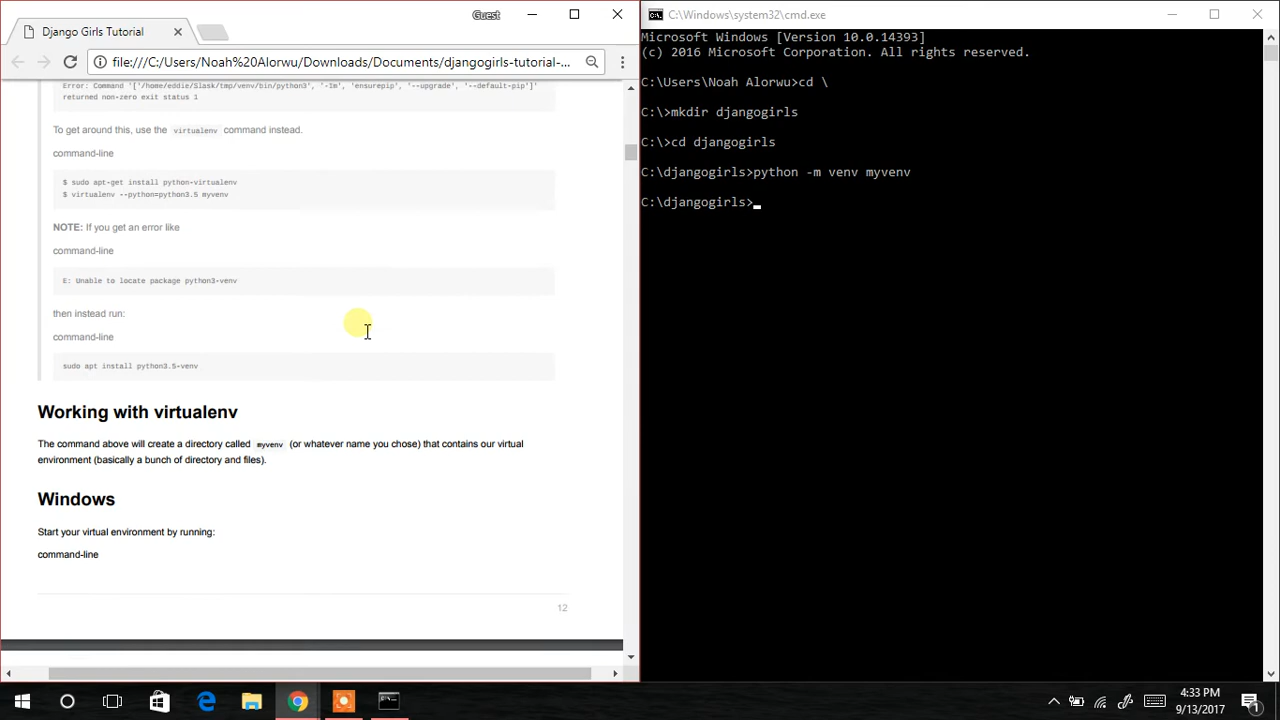 Guest
Django Girls Tutorial
file:///C:/Users/Noah%20Alorwu/Downloads/Documents/djangogirls-tutorial-...
Error: Command '['/home/eddie/Slask/tmp/venv/bin/python3', '-Im', 'ensurepip', '--upgrade', '--default-pip']'
returned non-zero exit status 1
To get around this, use the virtualenv command instead.
command-line
$ sudo apt-get install python-virtualenv
$ virtualenv --python=python3.5 myvenv
NOTE: If you get an error like
command-line
E: Unable to locate package python3-venv
then instead run:
command-line
sudo apt install python3.5-venv
Working with virtualenv
The command above will create a directory called myvenv (or whatever name you chose) that contains our virtual
environment (basically a bunch of directory and files).
Windows
Start your virtual environment by running:
command-line
12
C:\Windows\system32\cmd.exe
Microsoft Windows [Version 10.0.14393]
(c) 2016 Microsoft Corporation. All rights reserved.
C:\Users\Noah Alorwu>cd \
C:\>mkdir djangogirls
C:\>cd djangogirls
C:\djangogirls>python -m venv myvenv
C:\djangogirls>
4:33 PM
9/13/2017
1